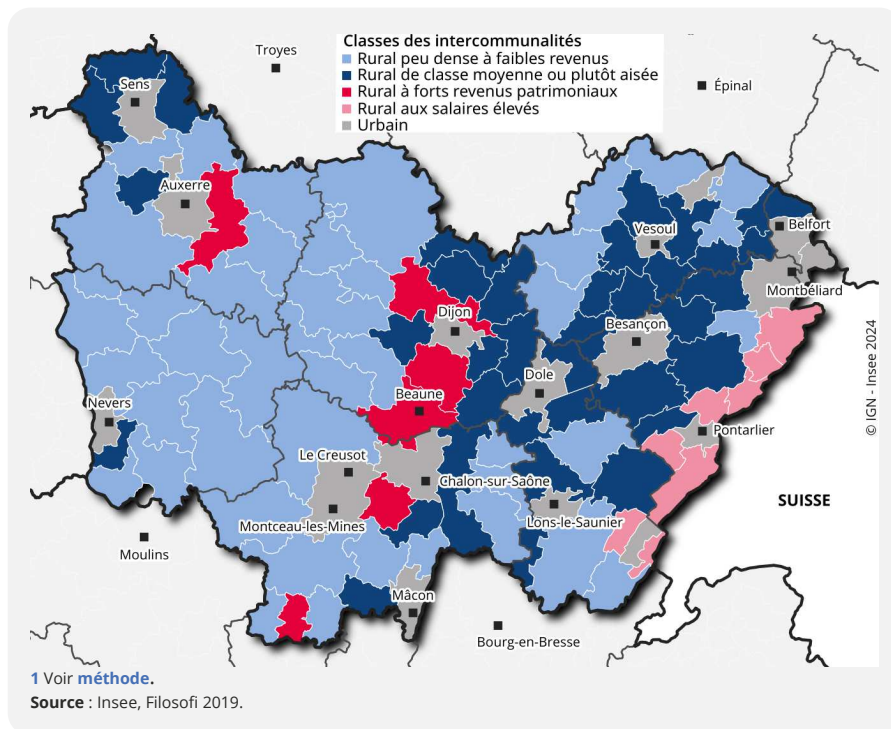 Classes des intercommunalités
Rural peu dense à faibles revenus
Rural de classe moyenne ou plutôt aisée
Rural à forts revenus patrimoniaux
Rural aux salaires élevés
Urbain
Troyes
Épinal
Sens
Auxerre
Vesoul
Belfort
Montbéliard
Dijon
Besançon
Dole
Beaune
Nevers
Pontarlier
Le Creusot
Chalon-sur-Saône
SUISSE
Montceau-les-Mines
Lons-le-Saunier
Moulins
Mâcon
Bourg-en-Bresse
© IGN - Insee 2024
1 Voir méthode.
Source : Insee, Filosofi 2019.